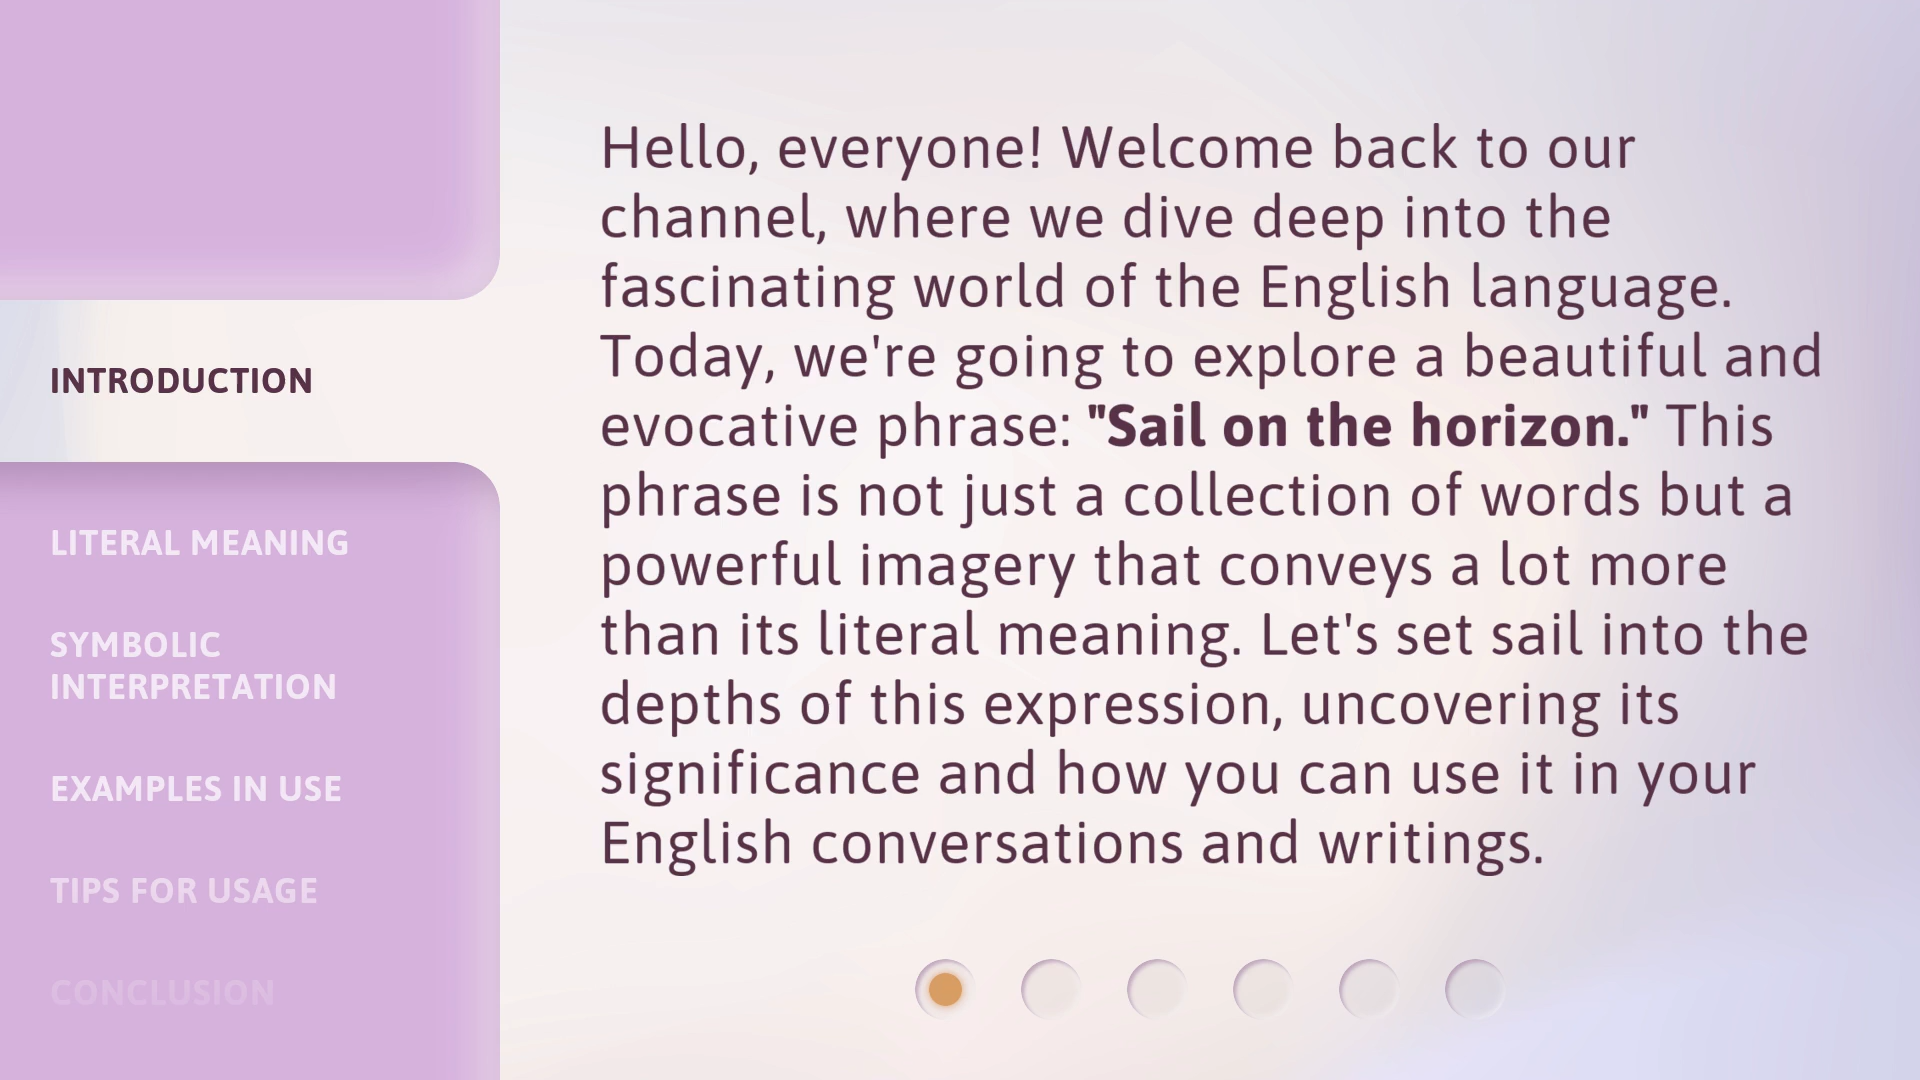 INTRODUCTION
LITERAL MEANING
SYMBOLIC
INTERPRETATION
EXAMPLES IN USE
TIPS FOR USAGE
CONCLUSION
Hello, everyone! Welcome back to our
channel, where we dive deep into the
fascinating world of the English language.
Today, we're going to explore a beautiful and
evocative phrase: "Sail on the horizon." This
phrase is not just a collection of words but a
powerful imagery that conveys a lot more
than its literal meaning. Let's set sail into the
depths of this expression, uncovering its
significance and how you can use it in your
English conversations and writings.